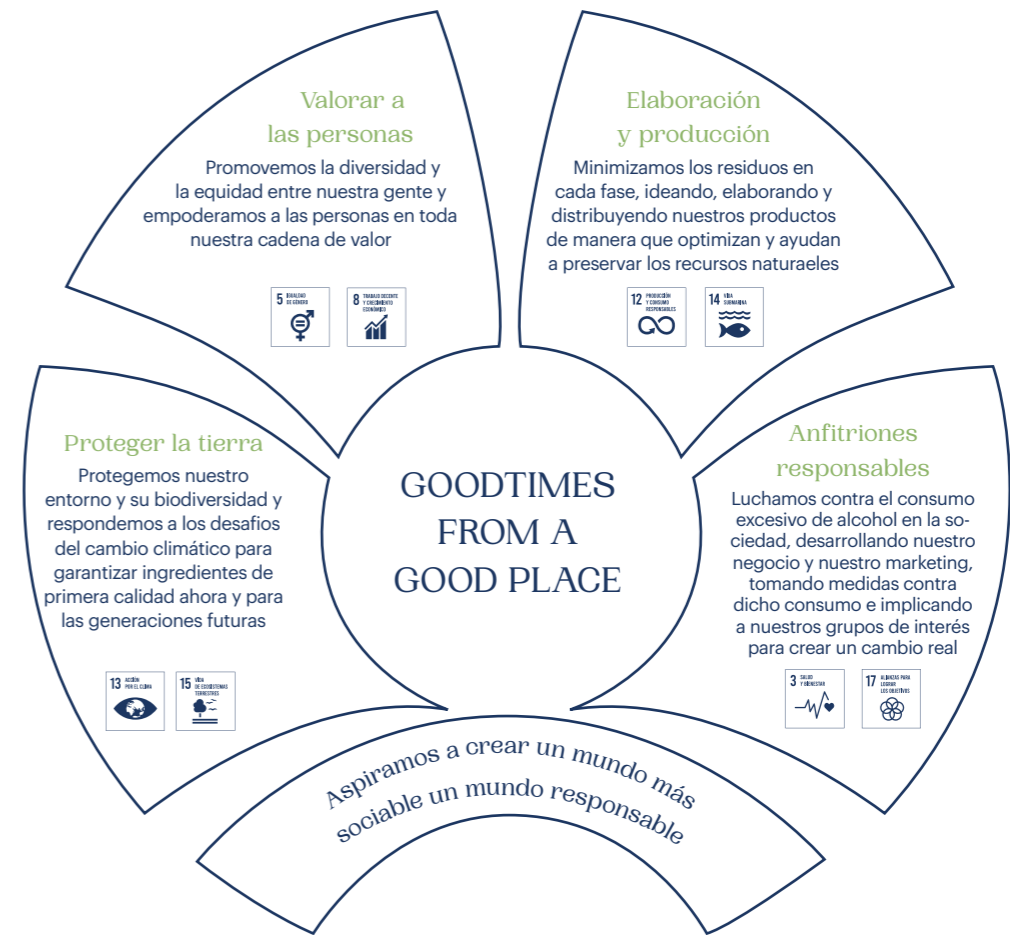 Valorar a
las personas
Promovemos la diversidad y
la equidad entre nuestra gente y
empoderamos a las personas en toda
nuestra cadena de valor
5 IGUALDAD
DE GÉNERO
8 TRABAJO DECENTE
Y CRECIMIENTO
ECONÓMICO
Elaboración
y producción
Minimizamos los residuos en
cada fase, ideando, elaborando y
distribuyendo nuestros productos
de manera que optimizan y ayudan
a preservar los recursos naturaeles
12 PRODUCCIÓN
Y CONSUMO
RESPONSABLES
14 VIDA
SUBMARINA
Proteger la tierra
Protegemos nuestro
entorno y su biodiversidad y
respondemos a los desafios
del cambio climático para
garantizar ingredientes de
primera calidad ahora y para
las generaciones futuras
13 ACCIÓN
POR EL CLIMA
15 VIDA
DE ECOSISTEMAS
TERRESTRES
GOODTIMES
FROM A
GOOD PLACE
Anfitriones
responsables
Luchamos contra el consumo
excesivo de alcohol en la so-
ciedad, desarrollando nuestro
negocio y nuestro marketing,
tomando medidas contra
dicho consumo e implicando
a nuestros grupos de interés
para crear un cambio real
3 SALUD
Y BIENESTAR
17 ALIANZAS PARA
LOGRAR
LOS OBJETIVOS
Aspiramos a crear un mundo más
sociable un mundo responsable